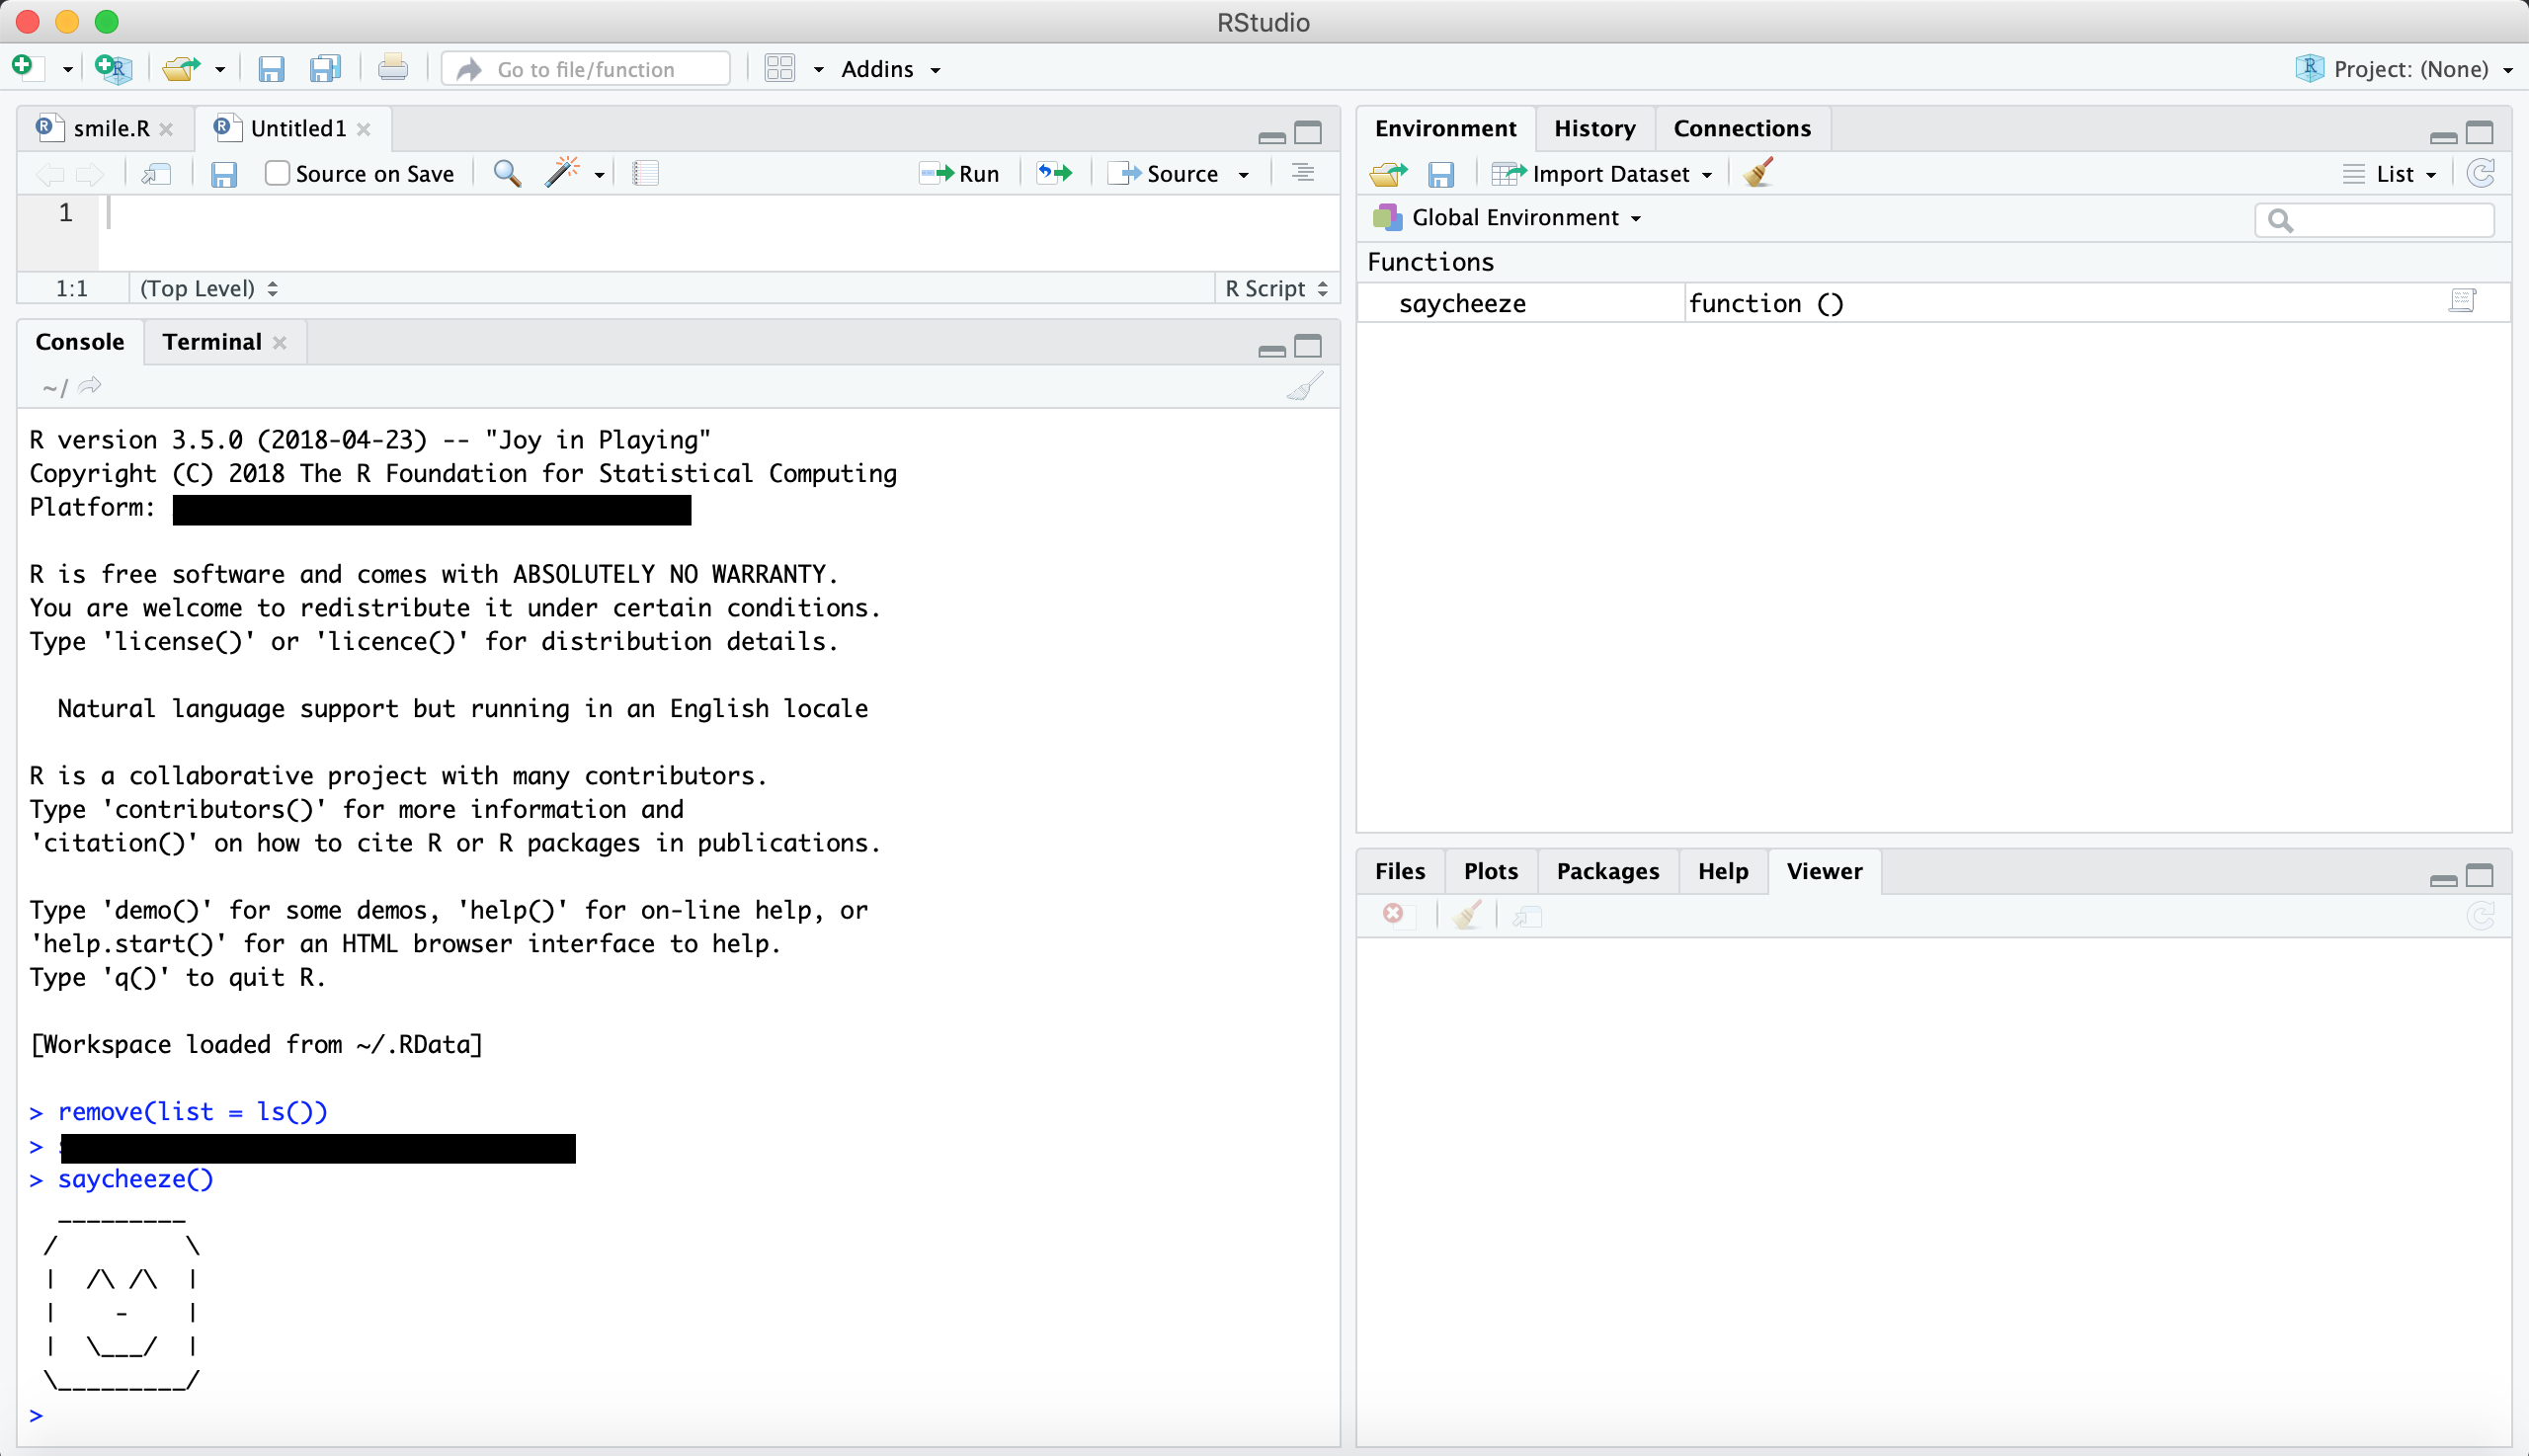 RStudio
Go to file/function
Addins
Project: (None)
smile.R
Untitled1
Source on Save
Run
Source
1
1:1
(Top Level)
R Script
Console
Terminal
~/
R version 3.5.0 (2018-04-23) -- "Joy in Playing"
Copyright (C) 2018 The R Foundation for Statistical Computing
Platform:
R is free software and comes with ABSOLUTELY NO WARRANTY.
You are welcome to redistribute it under certain conditions.
Type 'license()' or 'licence()' for distribution details.
Natural language support but running in an English locale
R is a collaborative project with many contributors.
Type 'contributors()' for more information and
'citation()' on how to cite R or R packages in publications.
Type 'demo()' for some demos, 'help()' for on-line help, or
'help.start()' for an HTML browser interface to help.
Type 'q()' to quit R.
[Workspace loaded from ~/.RData]
> remove(list = ls())
>
> saycheeze()
  _________
 /         \
 |  /\ /\  |
 |    -    |
 |  \___/  |
 \_________/
>
Environment
History
Connections
Import Dataset
List
Global Environment
Functions
saycheeze
function ()
Files
Plots
Packages
Help
Viewer